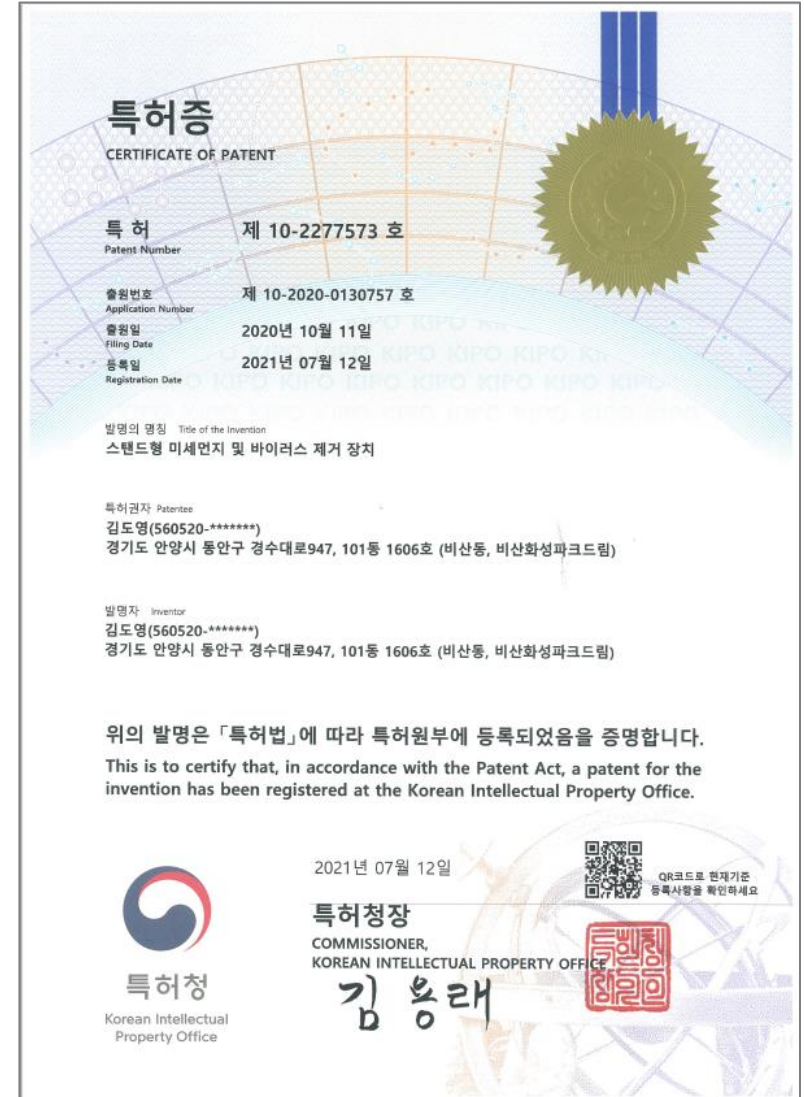 특허증
CERTIFICATE OF PATENT
특 허 제 10-2277573 호
Patent Number
출원번호 제 10-2020-0130757 호
Application Number
출원일 2020년 10월 11일
Filing Date
등록일 2021년 07월 12일
Registration Date
발명의 명칭 Title of the Invention
스탠드형 미세먼지 및 바이러스 제거 장치
특허권자 Patentee
김도영(560520-*******)
경기도 안양시 동안구 경수대로947, 101동 1606호 (비산동, 비산화성파크드림)
발명자 Inventor
김도영(560520-*******)
경기도 안양시 동안구 경수대로947, 101동 1606호 (비산동, 비산화성파크드림)
위의 발명은 「특허법」에 따라 특허원부에 등록되었음을 증명합니다.
This is to certify that, in accordance with the Patent Act, a patent for the
invention has been registered at the Korean Intellectual Property Office.
2021년 07월 12일
QR코드로 현재기준
등록사항을 확인하세요
특허청장
COMMISSIONER,
KOREAN INTELLECTUAL PROPERTY OFFICE
김용래
특허청
Korean Intellectual
Property Office